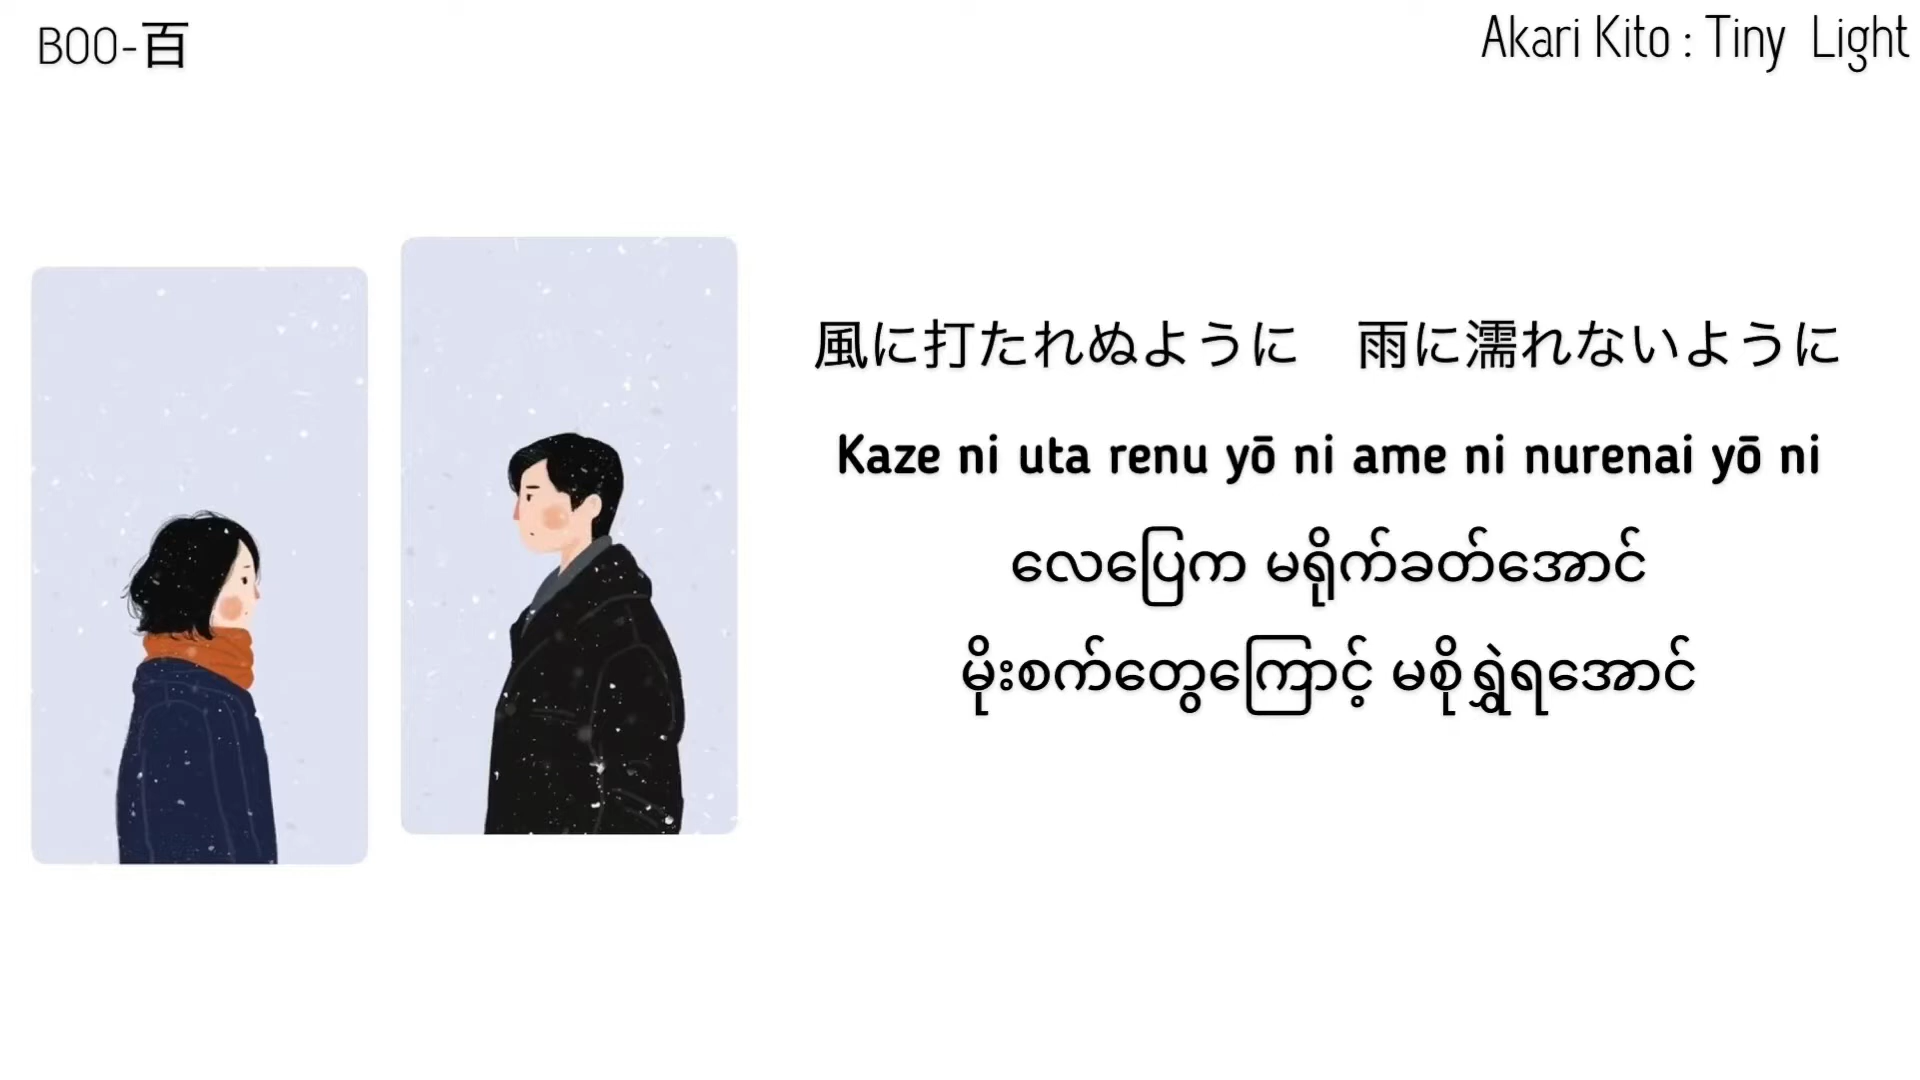 BOO-百
Akari Kito : Tiny Light
風に打たれぬように　雨に濡れないように
Kaze ni uta renu yō ni ame ni nurenai yō ni
လေပြေက မရိုက်ခတ်အောင်
မိုးစက်တွေကြောင့် မစိုရွှဲရအောင်